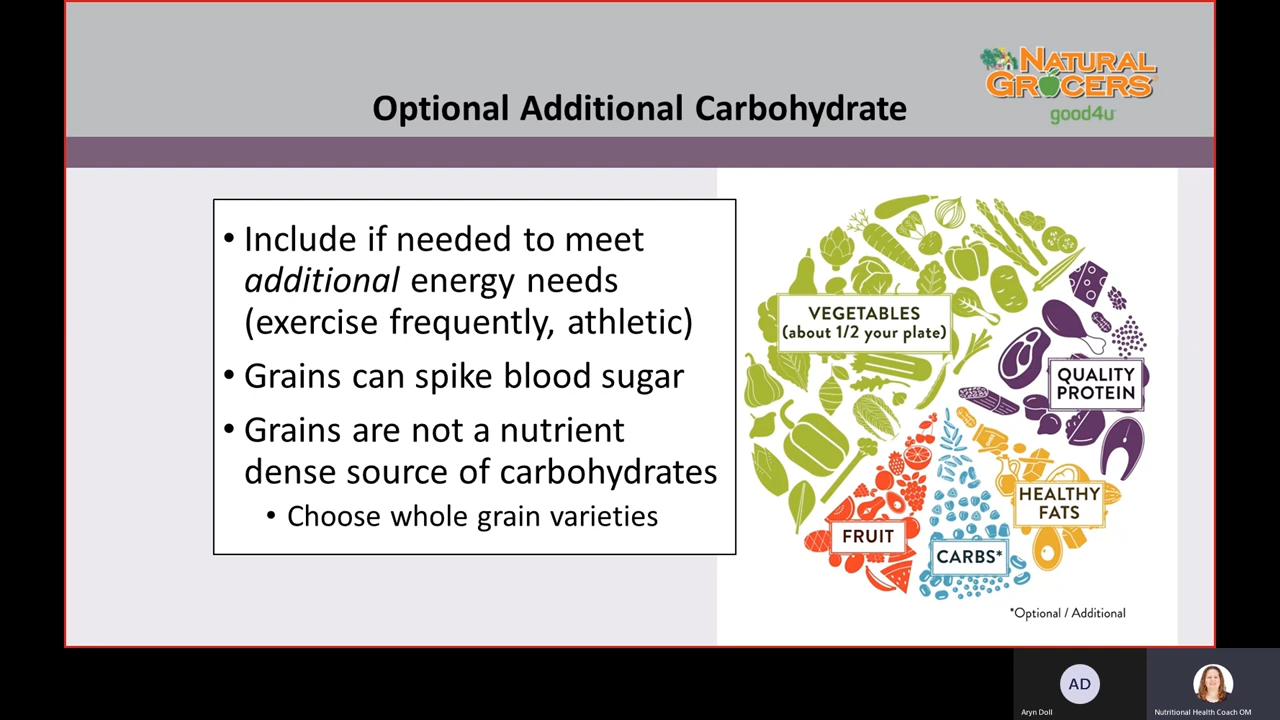 Optional Additional Carbohydrate
NATURAL
GROCERS
good4u
• Include if needed to meet
additional energy needs
(exercise frequently, athletic)
• Grains can spike blood sugar
• Grains are not a nutrient
dense source of carbohydrates
• Choose whole grain varieties
VEGETABLES
(about 1/2 your plate)
QUALITY
PROTEIN
HEALTHY
FATS
FRUIT
CARBS*
*Optional / Additional
AD
Aryn Doll
Nutritional Health Coach OM